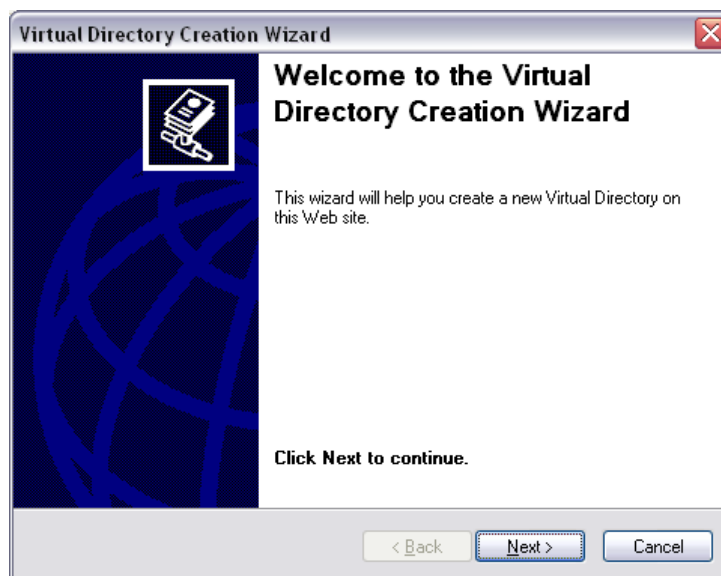 Virtual Directory Creation Wizard
Welcome to the Virtual
Directory Creation Wizard
This wizard will help you create a new Virtual Directory on
this Web site.
Click Next to continue.
< Back
Next >
Cancel